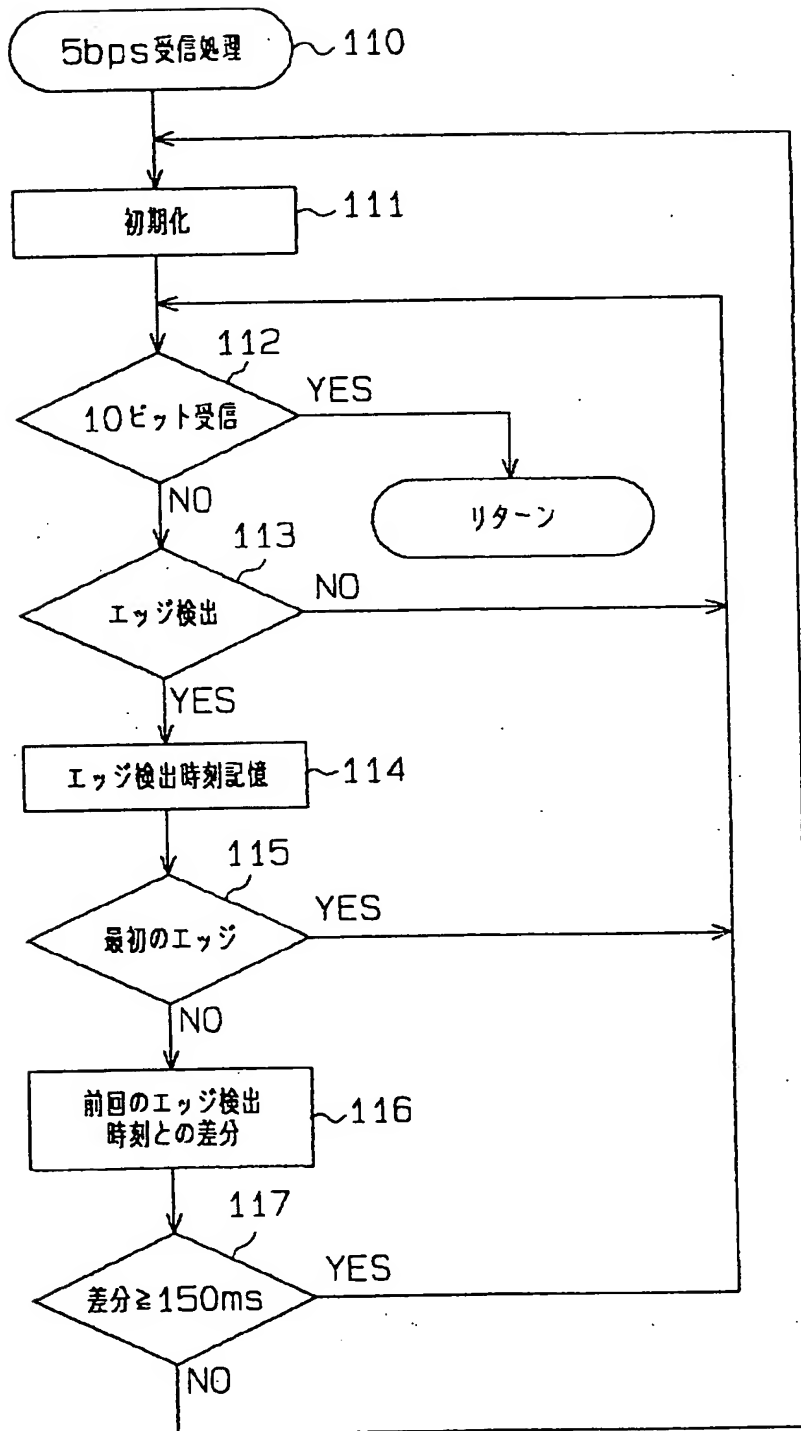 5bps受信処理
110
初期化
111
112
10ビット受信
YES
NO
リターン
113
エッジ検出
NO
YES
エッジ検出時刻記憶
114
115
最初のエッジ
YES
NO
前回のエッジ検出
時刻との差分
116
117
差分≧150ms
YES
NO